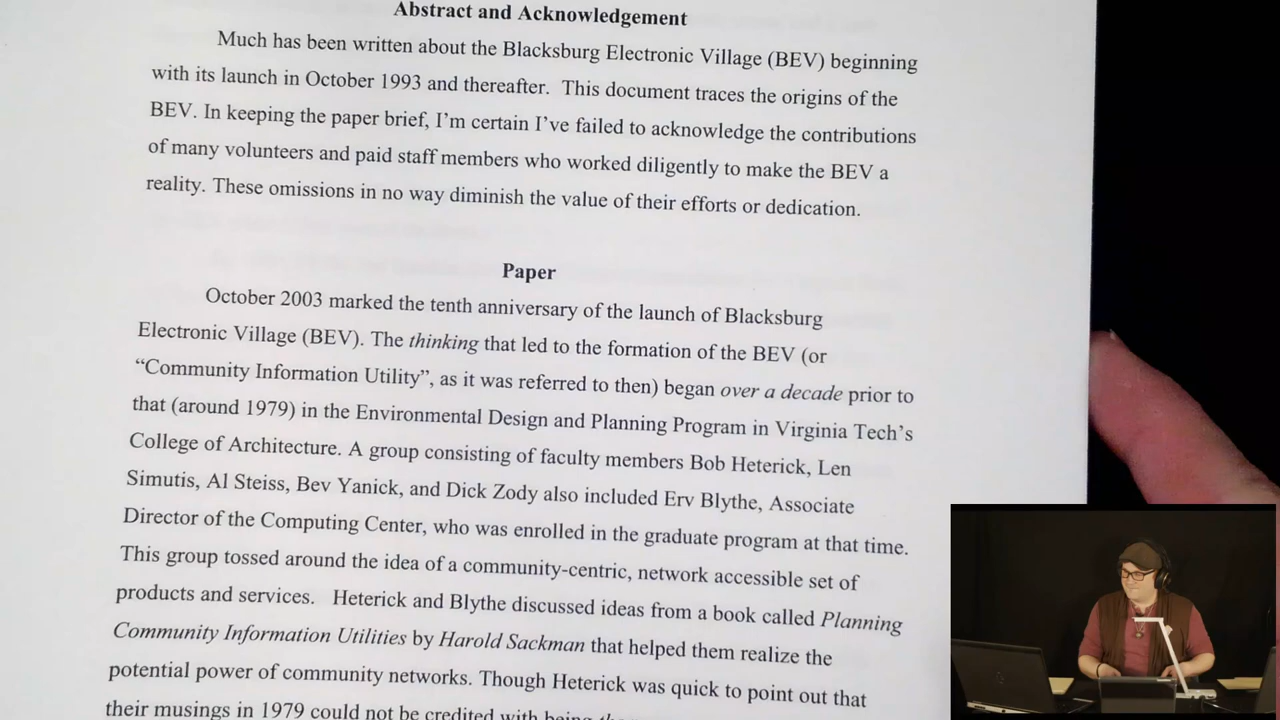 Abstract and Acknowledgement
Much has been written about the Blacksburg Electronic Village (BEV) beginning
with its launch in October 1993 and thereafter.  This document traces the origins of the
BEV. In keeping the paper brief, I'm certain I've failed to acknowledge the contributions
of many volunteers and paid staff members who worked diligently to make the BEV a
reality. These omissions in no way diminish the value of their efforts or dedication.
Paper
October 2003 marked the tenth anniversary of the launch of Blacksburg
Electronic Village (BEV). The thinking that led to the formation of the BEV (or
“Community Information Utility”, as it was referred to then) began over a decade prior to
that (around 1979) in the Environmental Design and Planning Program in Virginia Tech's
College of Architecture. A group consisting of faculty members Bob Heterick, Len
Simutis, Al Steiss, Bev Yanick, and Dick Zody also included Erv Blythe, Associate
Director of the Computing Center, who was enrolled in the graduate program at that time.
This group tossed around the idea of a community-centric, network accessible set of
products and services.   Heterick and Blythe discussed ideas from a book called Planning
Community Information Utilities by Harold Sackman that helped them realize the
potential power of community networks. Though Heterick was quick to point out that
their musings in 1979 could not be credited with being